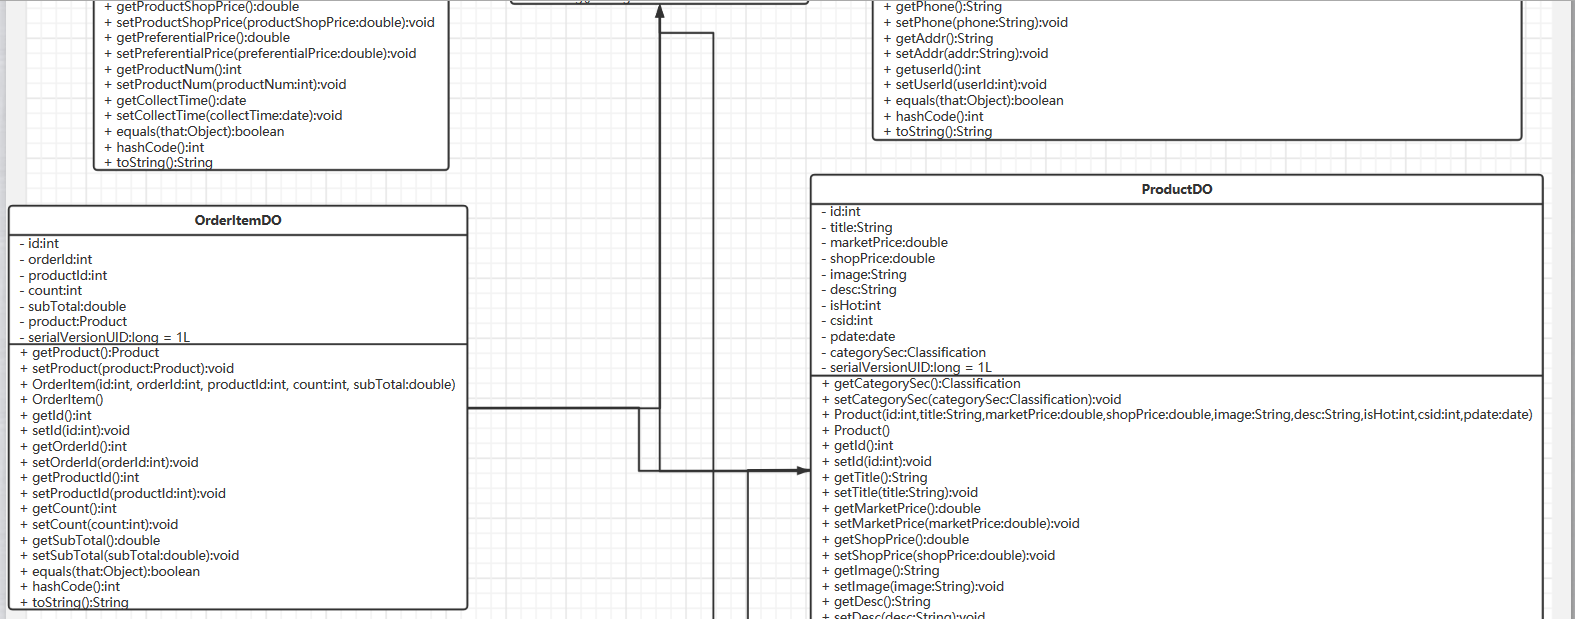 + getProductShopPrice():double
+ setProductShopPrice(productShopPrice:double):void
+ getPreferentialPrice():double
+ setPreferentialPrice(preferentialPrice:double):void
+ getProductNum():int
+ setProductNum(productNum:int):void
+ getCollectTime():date
+ setCollectTime(collectTime:date):void
+ equals(that:Object):boolean
+ hashCode():int
+ toString():String
+ getPhone():String
+ setPhone(phone:String):void
+ getAddr():String
+ setAddr(addr:String):void
+ getuserId():int
+ setUserId(userId:int):void
+ equals(that:Object):boolean
+ hashCode():int
+ toString():String
OrderItemDO
- id:int
- orderId:int
- productId:int
- count:int
- subTotal:double
- product:Product
- serialVersionUID:long = 1L
+ getProduct():Product
+ setProduct(product:Product):void
+ OrderItem(id:int, orderId:int, productId:int, count:int, subTotal:double)
+ OrderItem()
+ getId():int
+ setId(id:int):void
+ getOrderId():int
+ setOrderId(orderId:int):void
+ getProductId():int
+ setProductId(productId:int):void
+ getCount():int
+ setCount(count:int):void
+ getSubTotal():double
+ setSubTotal(subTotal:double):void
+ equals(that:Object):boolean
+ hashCode():int
+ toString():String
ProductDO
- id:int
- title:String
- marketPrice:double
- shopPrice:double
- image:String
- desc:String
- isHot:int
- csid:int
- pdate:date
- categorySec:Classification
- serialVersionUID:long = 1L
+ getCategorySec():Classification
+ setCategorySec(categorySec:Classification):void
+ Product(id:int,title:String,marketPrice:double,shopPrice:double,image:String,desc:String,isHot:int,csid:int,pdate:date)
+ Product()
+ getId():int
+ setId(id:int):void
+ getTitle():String
+ setTitle(title:String):void
+ getMarketPrice():double
+ setMarketPrice(marketPrice:double):void
+ getShopPrice():double
+ setShopPrice(shopPrice:double):void
+ getImage():String
+ setImage(image:String):void
+ getDesc():String
+ setDesc(desc:String):void